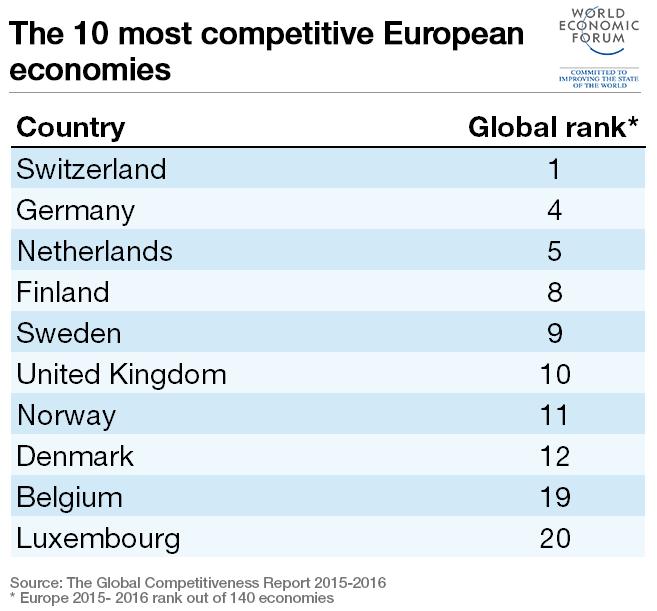 The 10 most competitive European
economies
WORLD
ECONOMIC
FORUM
COMMITTED TO
IMPROVING THE STATE
OF THE WORLD
Country Global rank*
Switzerland 1
Germany 4
Netherlands 5
Finland 8
Sweden 9
United Kingdom 10
Norway 11
Denmark 12
Belgium 19
Luxembourg 20
Source: The Global Competitiveness Report 2015-2016
* Europe 2015- 2016 rank out of 140 economies